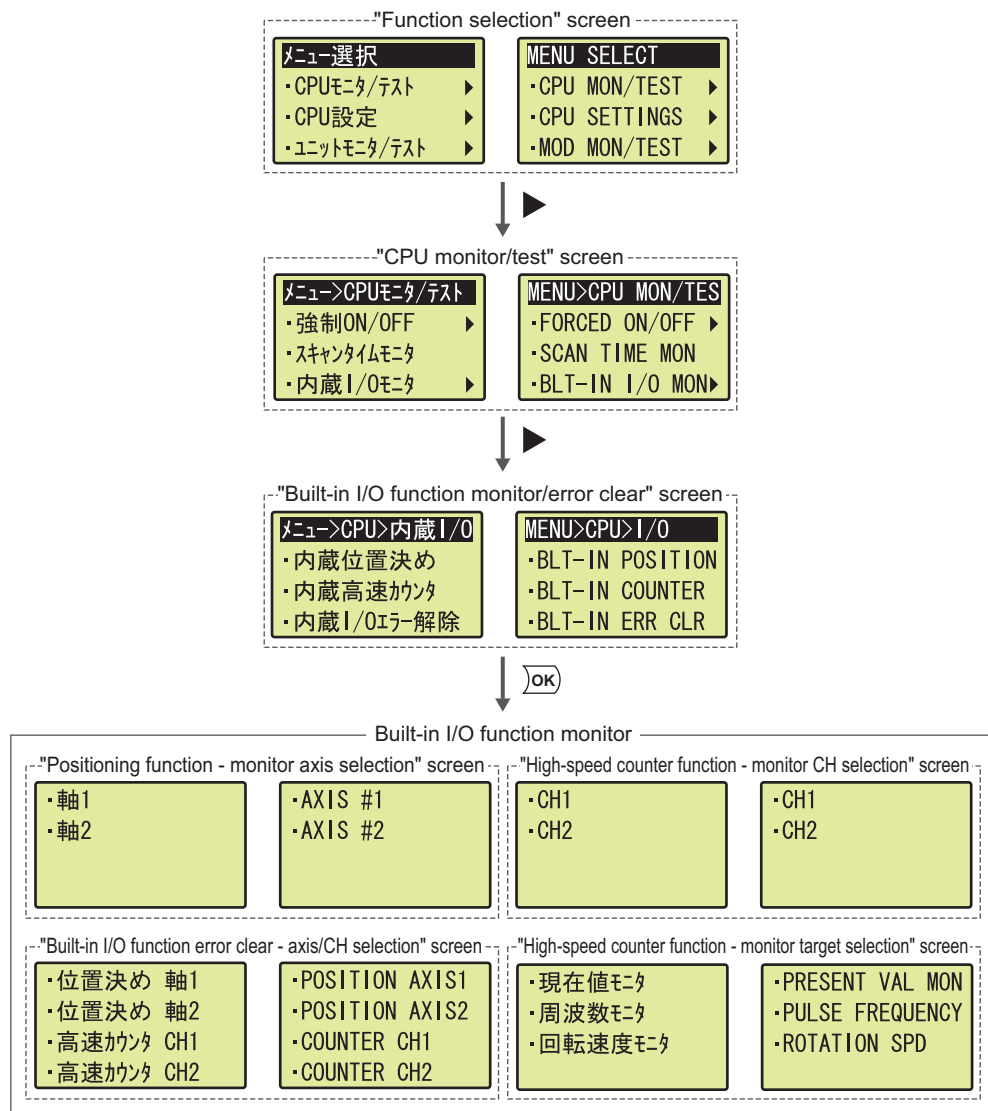 "Function selection" screen
ﾒﾆｭｰ選択
・CPUﾓﾆﾀ/ﾃｽﾄ
・CPU設定
・ﾕﾆｯﾄﾓﾆﾀ/ﾃｽﾄ
MENU SELECT
・CPU MON/TEST
・CPU SETTINGS
・MOD MON/TEST
"CPU monitor/test" screen
ﾒﾆｭｰ>CPUﾓﾆﾀ/ﾃｽﾄ
・強制ON/OFF
・ｽｷｬﾝﾀｲﾑﾓﾆﾀ
・内蔵I/Oﾓﾆﾀ
MENU>CPU MON/TES
・FORCED ON/OFF
・SCAN TIME MON
・BLT-IN I/O MON
"Built-in I/O function monitor/error clear" screen
ﾒﾆｭｰ>CPU>内蔵I/O
・内蔵位置決め
・内蔵高速ｶｳﾝﾀ
・内蔵I/Oｴﾗｰ解除
MENU>CPU>I/O
・BLT-IN POSITION
・BLT-IN COUNTER
・BLT-IN ERR CLR
OK
Built-in I/O function monitor
"Positioning function - monitor axis selection" screen
・軸1
・軸2
・AXIS #1
・AXIS #2
"High-speed counter function - monitor CH selection" screen
・CH1
・CH2
・CH1
・CH2
"Built-in I/O function error clear - axis/CH selection" screen
・位置決め 軸1
・位置決め 軸2
・高速ｶｳﾝﾀ CH1
・高速ｶｳﾝﾀ CH2
・POSITION AXIS1
・POSITION AXIS2
・COUNTER CH1
・COUNTER CH2
"High-speed counter function - monitor target selection" screen
・現在値ﾓﾆﾀ
・周波数ﾓﾆﾀ
・回転速度ﾓﾆﾀ
・PRESENT VAL MON
・PULSE FREQUENCY
・ROTATION SPD